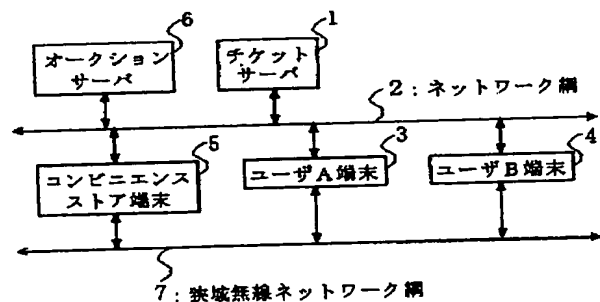 6
1
オークション
サーバ
チケット
サーバ
2:ネットワーク網
5
3
4
コンビニエンス
ストア端末
ユーザA端末
ユーザB端末
7:狭域無線ネットワーク網